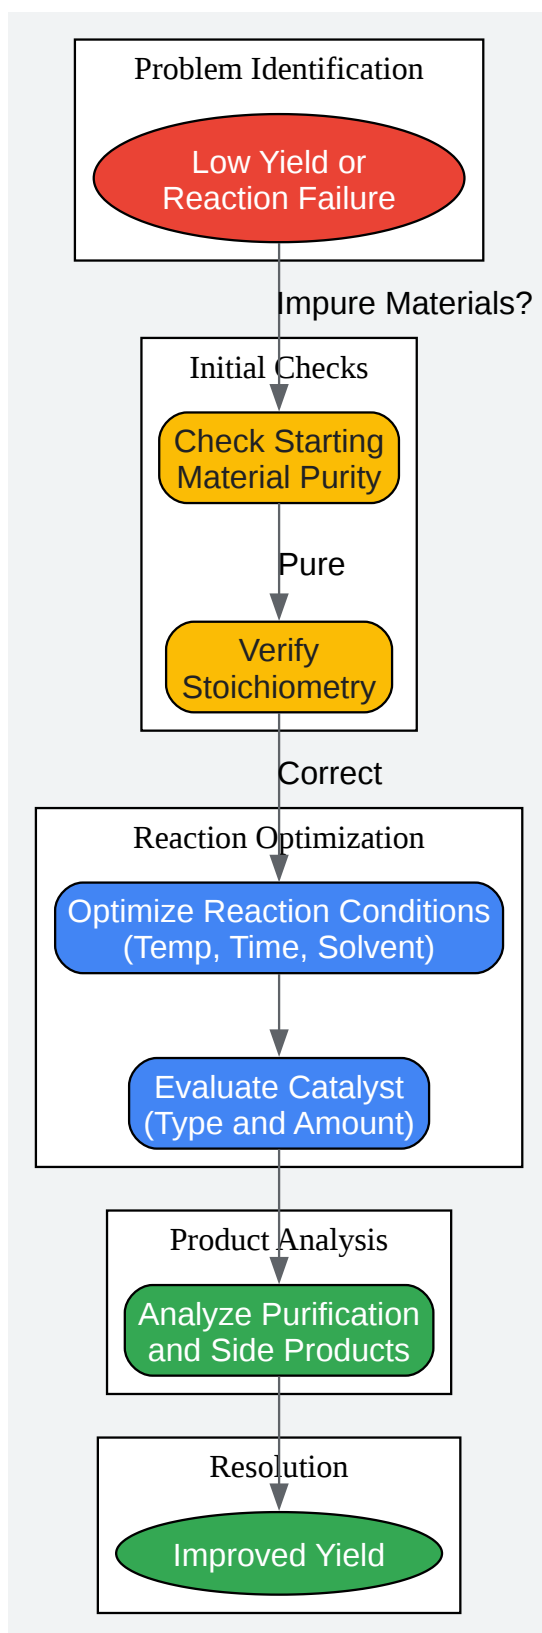 Problem Identification
Low Yield or
Reaction Failure
Impure Materials?
Initial Checks
Check Starting
Material Purity
Pure
Verify
Stoichiometry
Correct
Reaction Optimization
Optimize Reaction Conditions
(Temp, Time, Solvent)
Evaluate Catalyst
(Type and Amount)
Product Analysis
Analyze Purification
and Side Products
Resolution
Improved Yield